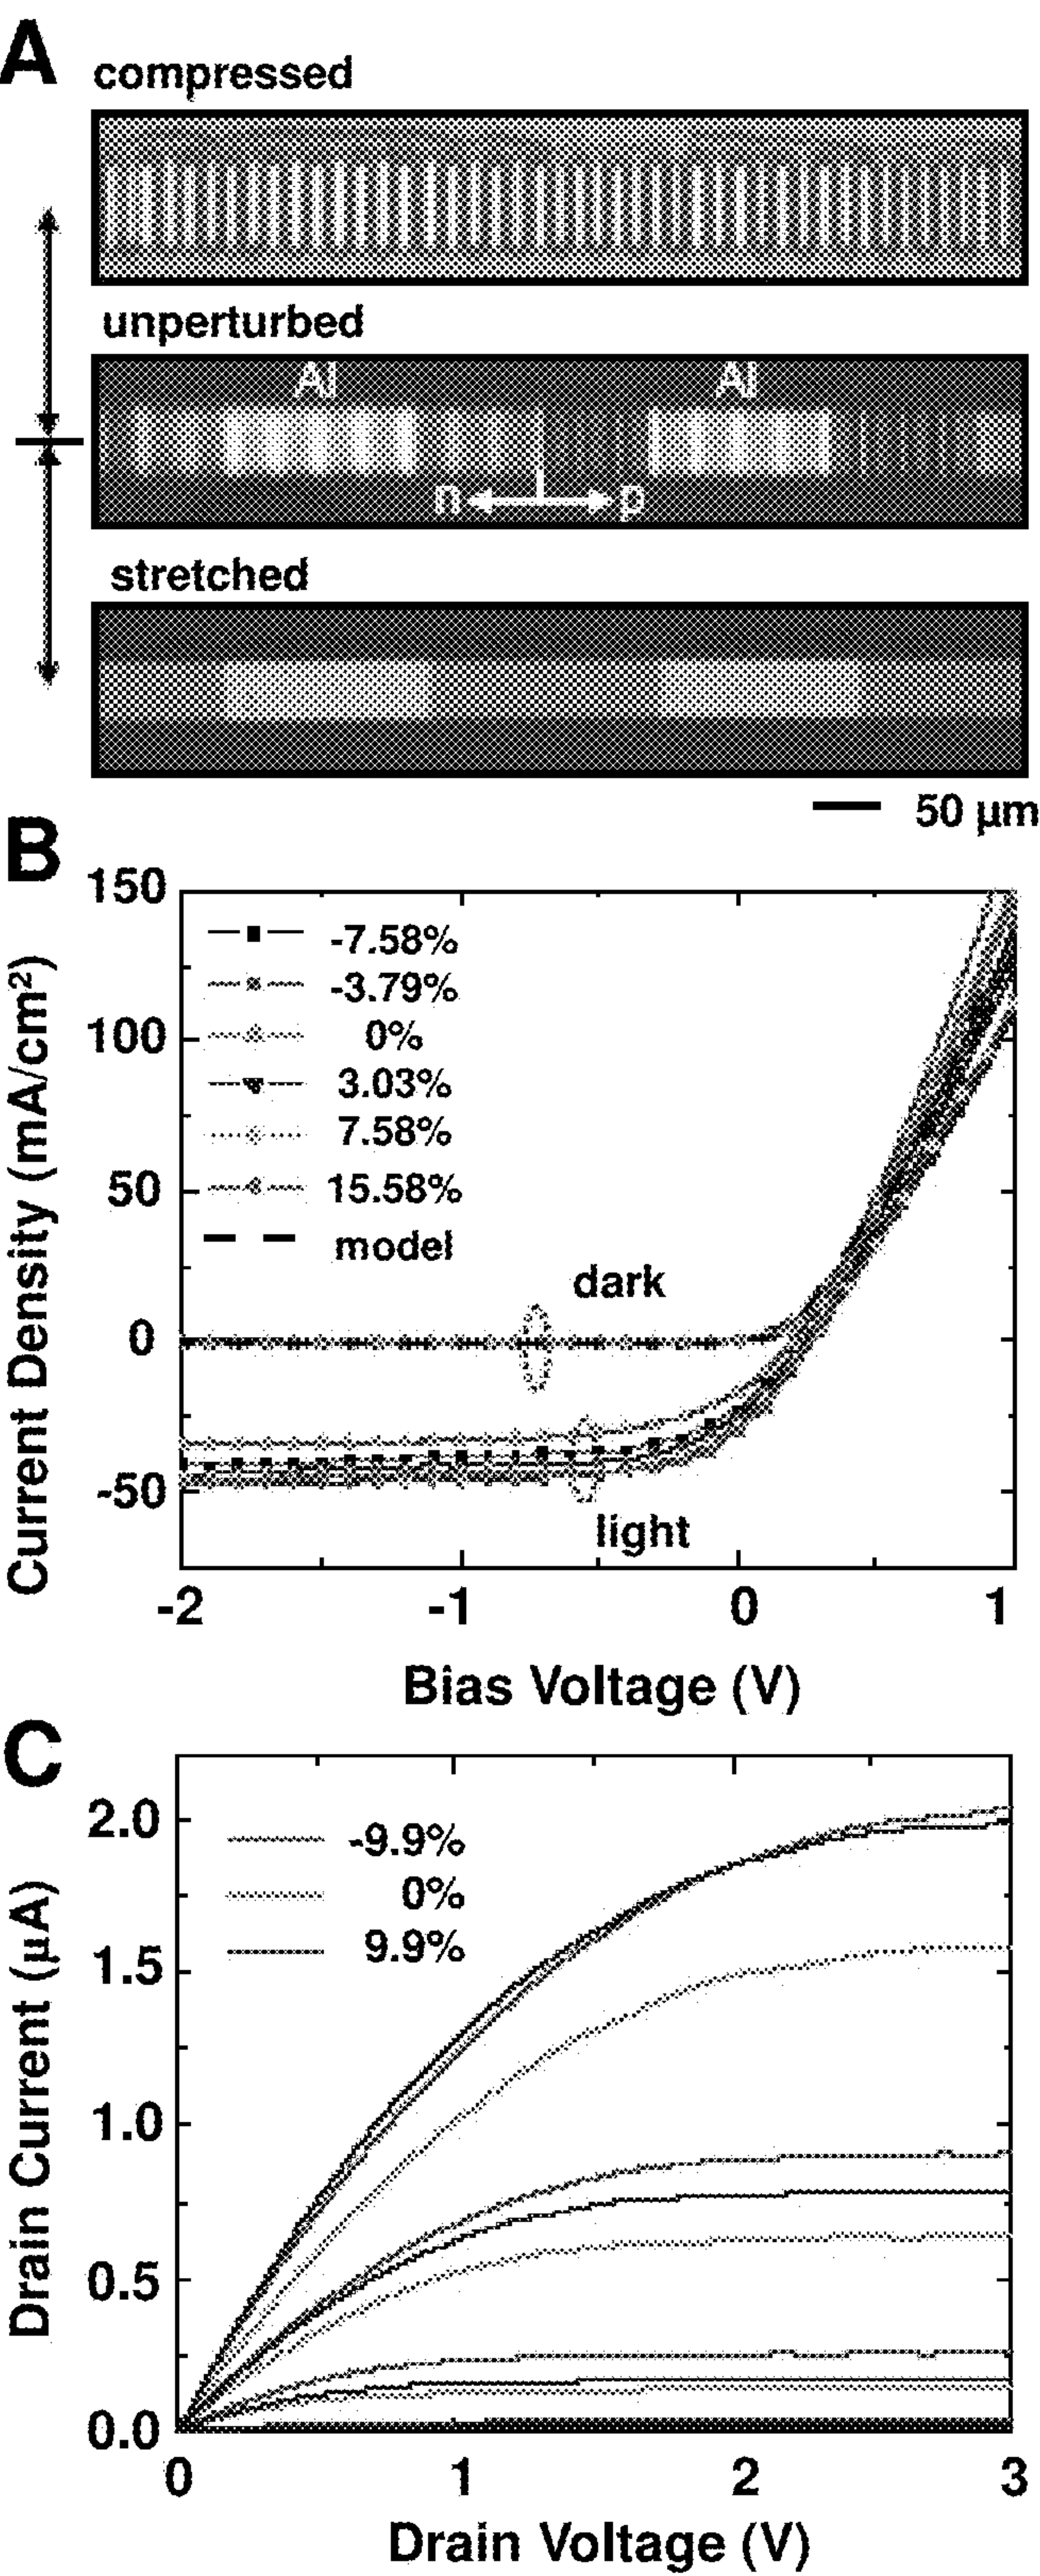 A
compressed
unperturbed
Al Al
n p
stretched
50 µm
B
Current Density (mA/cm²)
150
100
50
0
-50
-7.58%
-3.79%
0%
3.03%
7.58%
15.58%
model
dark
light
-2 -1 0 1
Bias Voltage (V)
C
Drain Current (µA)
2.0
1.5
1.0
0.5
0.0
-9.9%
0%
9.9%
0 1 2 3
Drain Voltage (V)